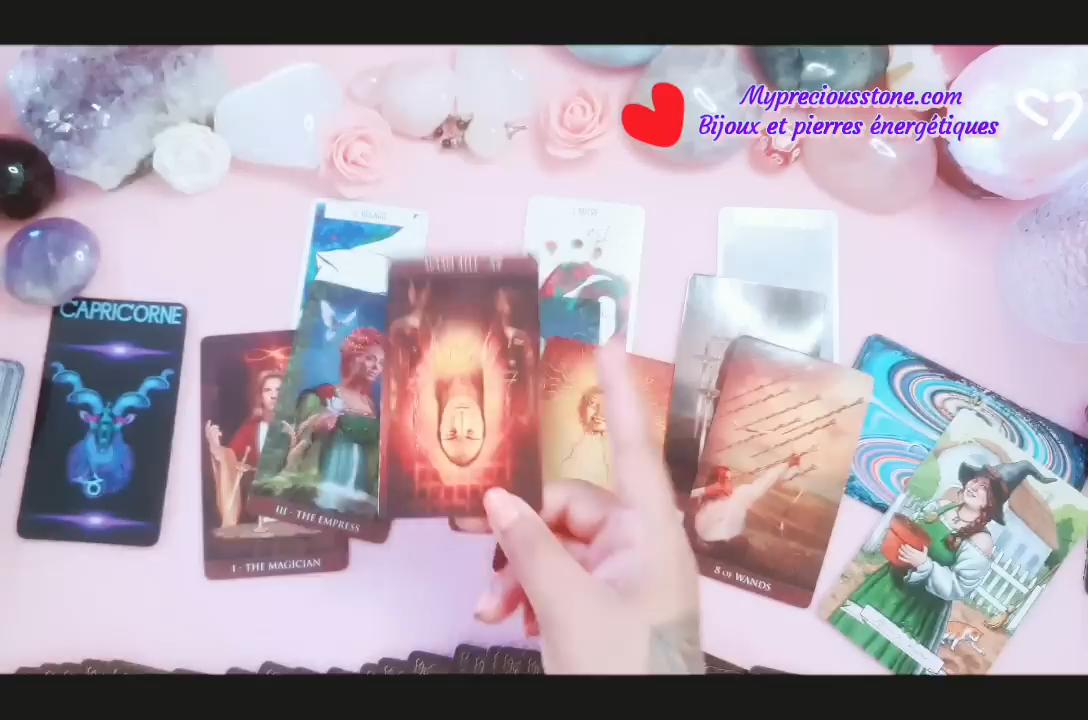 Mypreciousstone.com
Bijoux et pierres énergétiques
CAPRICORNE
III - THE EMPRESS
I - THE MAGICIAN
8 OF WANDS